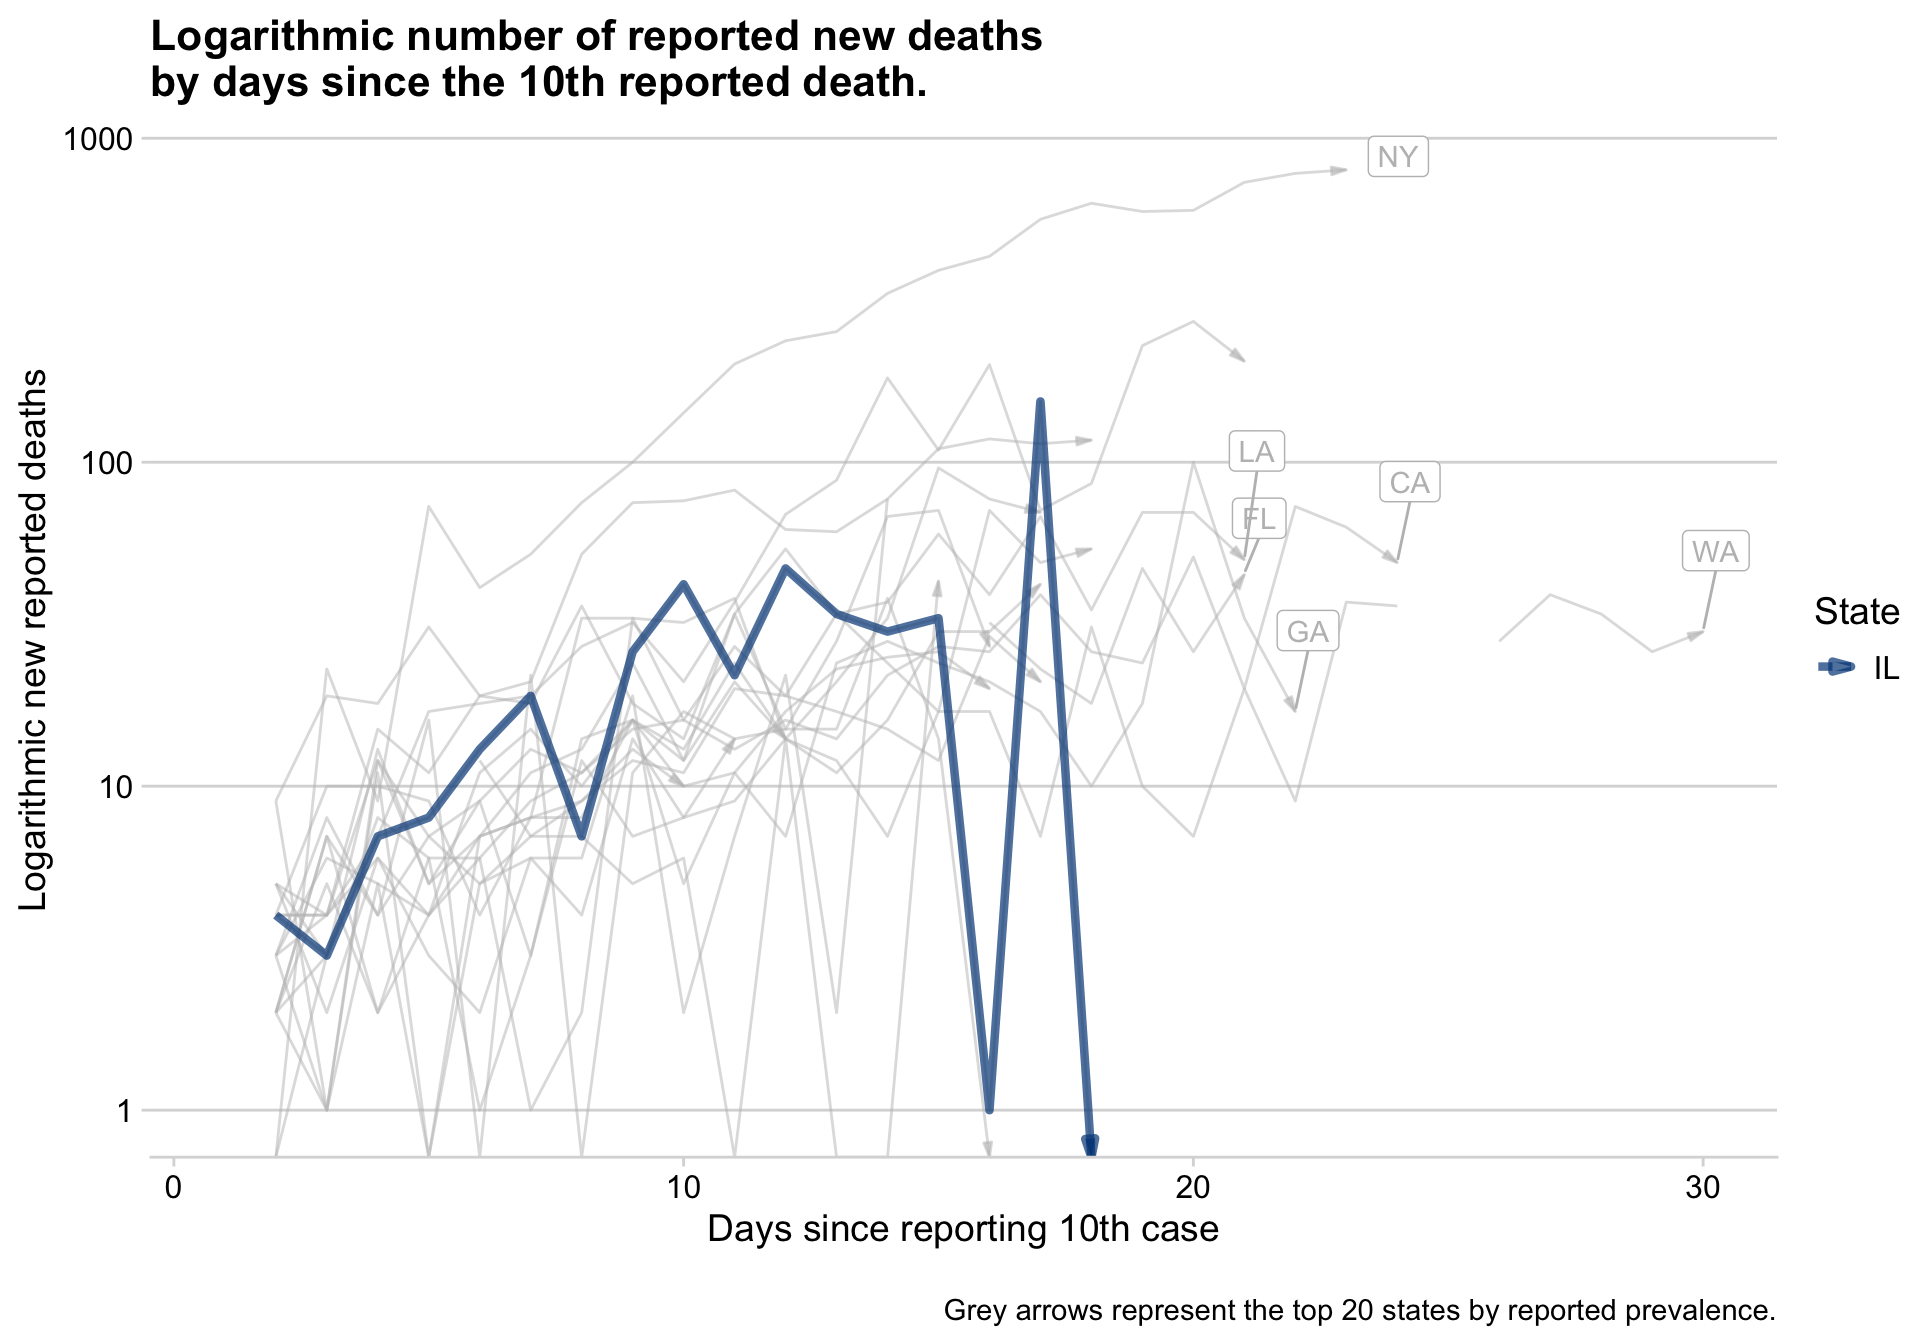 Logarithmic number of reported new deaths
by days since the 10th reported death.
1000
100
10
1
Logarithmic new reported deaths
NY
LA
CA
FL
WA
GA
State
IL
0
10
20
30
Days since reporting 10th case
Grey arrows represent the top 20 states by reported prevalence.